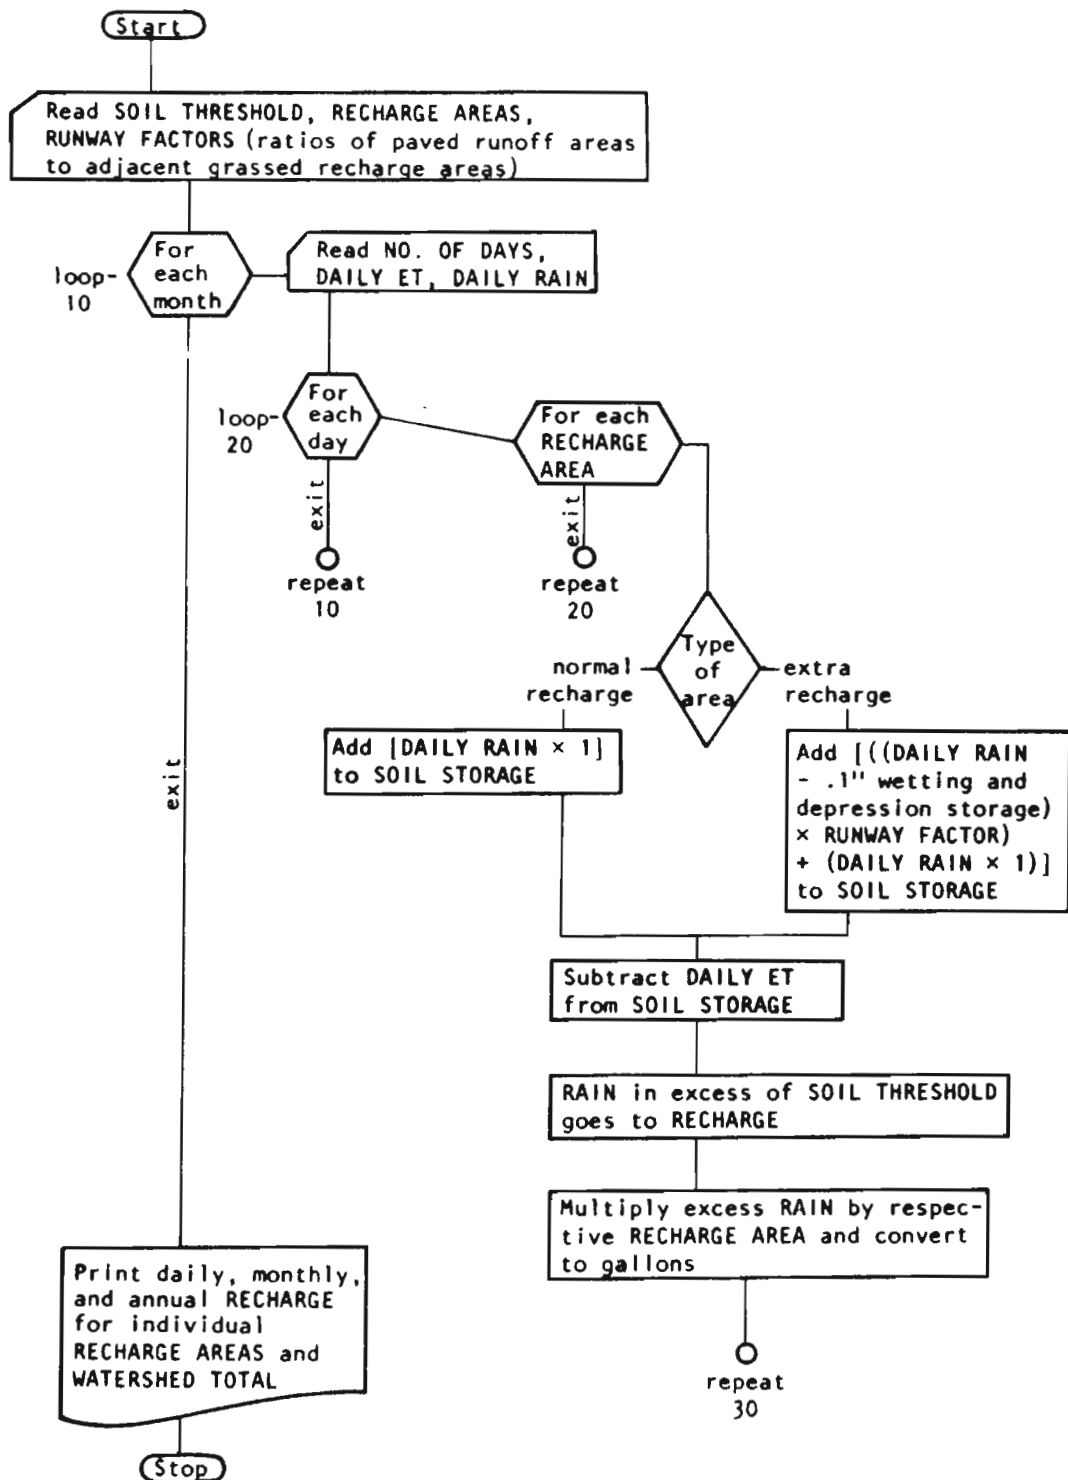 Start
Read SOIL THRESHOLD, RECHARGE AREAS,
RUNWAY FACTORS (ratios of paved runoff areas
to adjacent grassed recharge areas)
loop-
10
For
each
month
Read NO. OF DAYS,
DAILY ET, DAILY RAIN
loop-
20
For
each
day
For each
RECHARGE
AREA
exit
repeat
10
exit
repeat
20
Type
of
area
normal
recharge
extra
recharge
Add [DAILY RAIN × 1]
to SOIL STORAGE
Add [((DAILY RAIN
- .1" wetting and
depression storage)
× RUNWAY FACTOR)
+ (DAILY RAIN × 1)]
to SOIL STORAGE
exit
Subtract DAILY ET
from SOIL STORAGE
RAIN in excess of SOIL THRESHOLD
goes to RECHARGE
Multiply excess RAIN by respec-
tive RECHARGE AREA and convert
to gallons
repeat
30
Print daily, monthly,
and annual RECHARGE
for individual
RECHARGE AREAS and
WATERSHED TOTAL
Stop